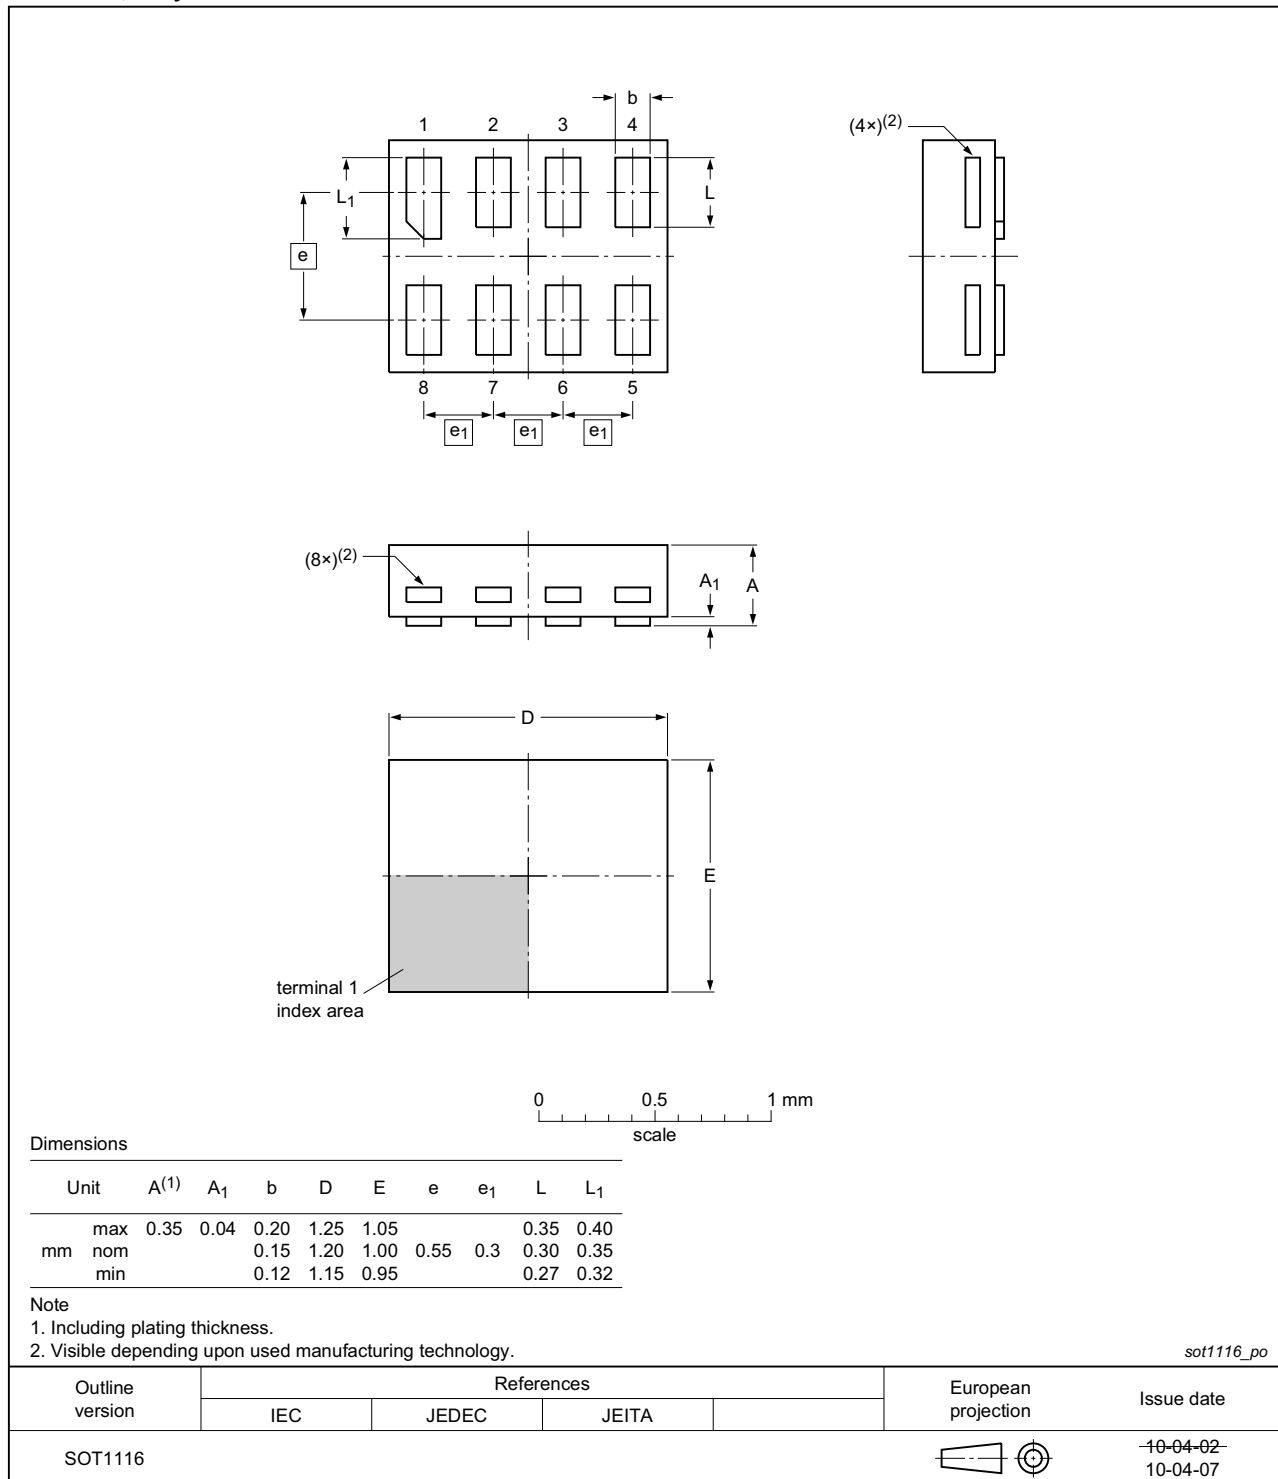 1 2 3 4
b
L1
L
e
8 7 6 5
e1 e1 e1
(4×)(2)
(8×)(2)
A1 A
D
E
terminal 1
index area
0 0.5 1 mm
scale
Dimensions
Unit A(1) A1 b D E e e1 L L1
max 0.35 0.04 0.20 1.25 1.05 0.35 0.40
mm nom 0.15 1.20 1.00 0.55 0.3 0.30 0.35
min 0.12 1.15 0.95 0.27 0.32
Note
1. Including plating thickness.
2. Visible depending upon used manufacturing technology.
sot1116_po
Outline version References European projection Issue date
IEC JEDEC JEITA
SOT1116
10-04-02
10-04-07